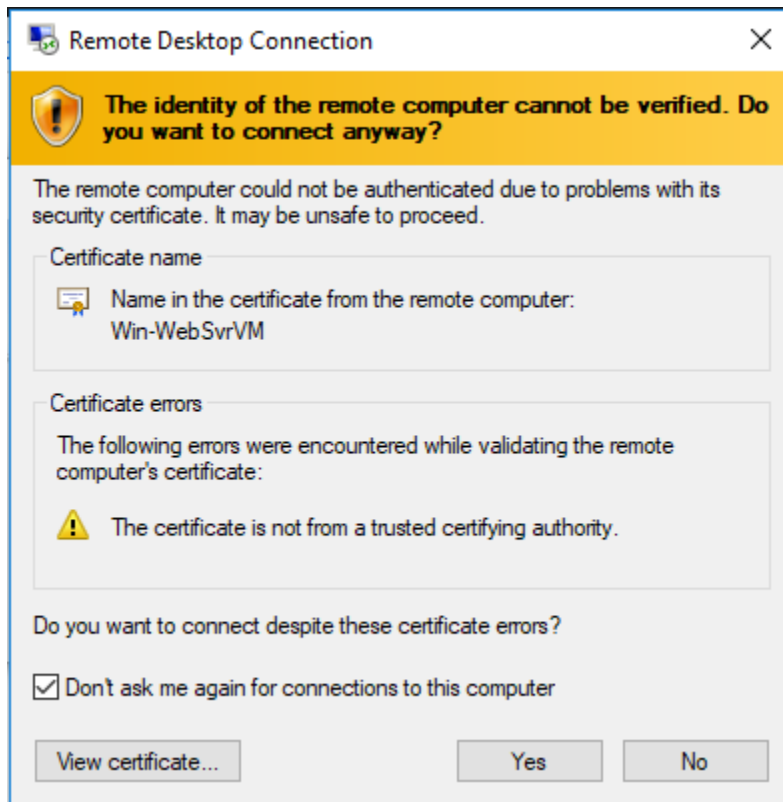 Remote Desktop Connection
The identity of the remote computer cannot be verified. Do
you want to connect anyway?
The remote computer could not be authenticated due to problems with its
security certificate. It may be unsafe to proceed.
Certificate name
Name in the certificate from the remote computer:
Win-WebSvrVM
Certificate errors
The following errors were encountered while validating the remote
computer's certificate:
The certificate is not from a trusted certifying authority.
Do you want to connect despite these certificate errors?
Don't ask me again for connections to this computer
View certificate... Yes No